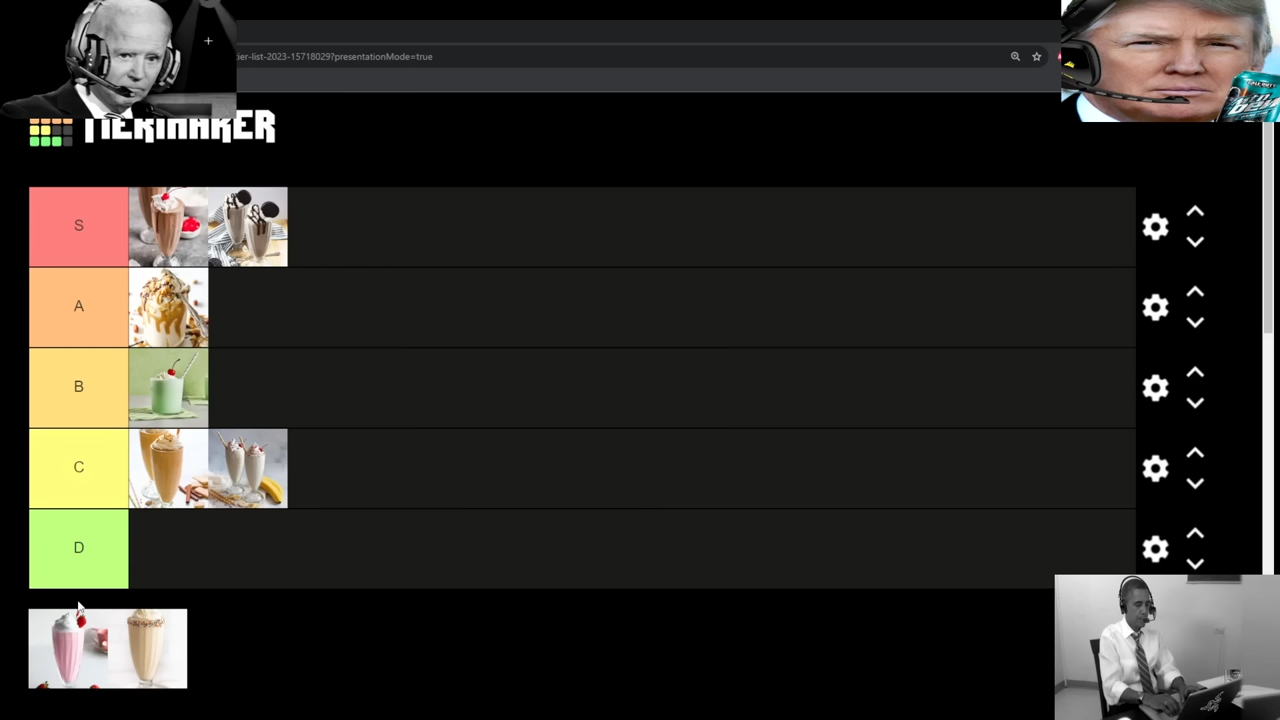 ier-list-2023-15718029?presentationMode=true
TIERMAKER
S
A
B
C
D